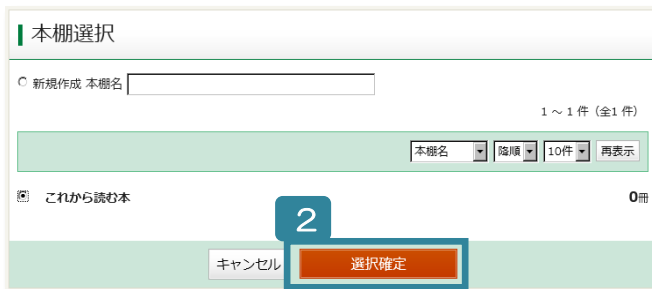 本棚選択
新規作成 本棚名
1 ～ 1 件（全1 件）
本棚名 降順 10件 再表示
これから読む本 0冊
2
キャンセル 選択確定